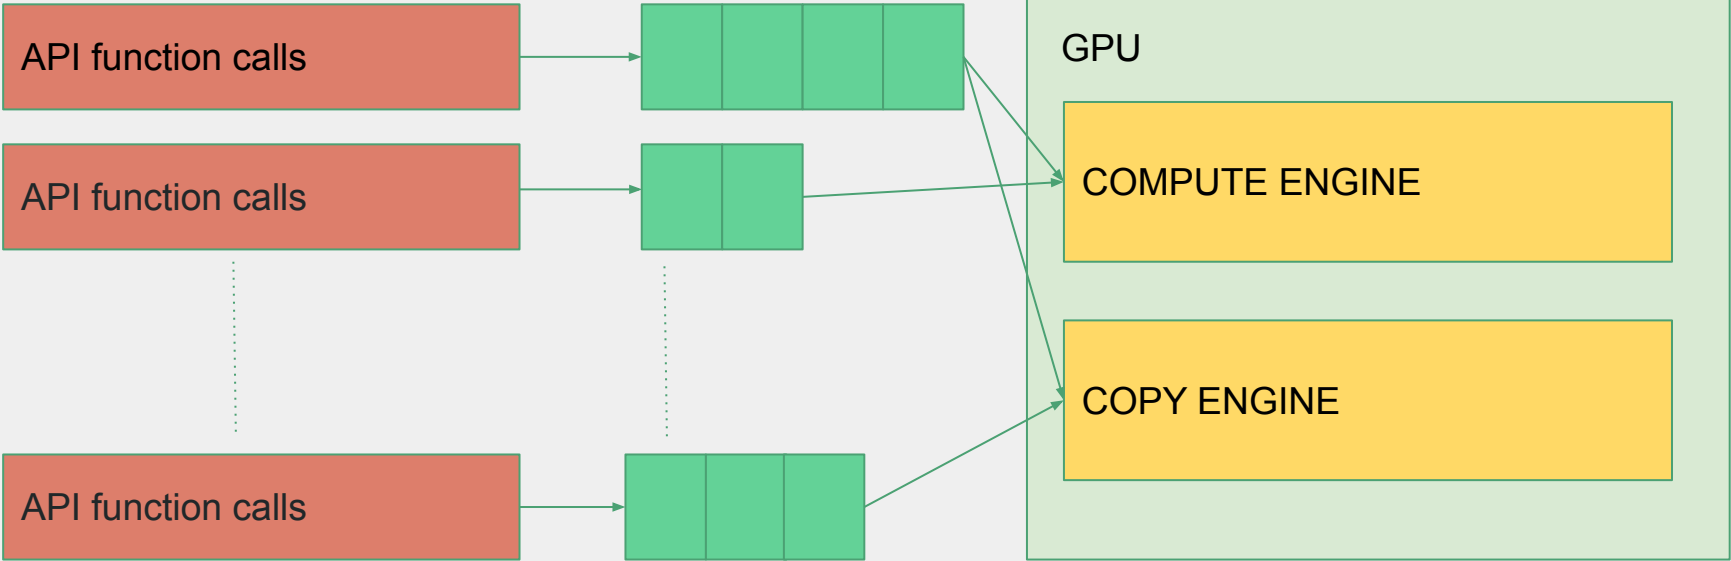 API function calls
GPU
API function calls
COMPUTE ENGINE
COPY ENGINE
API function calls